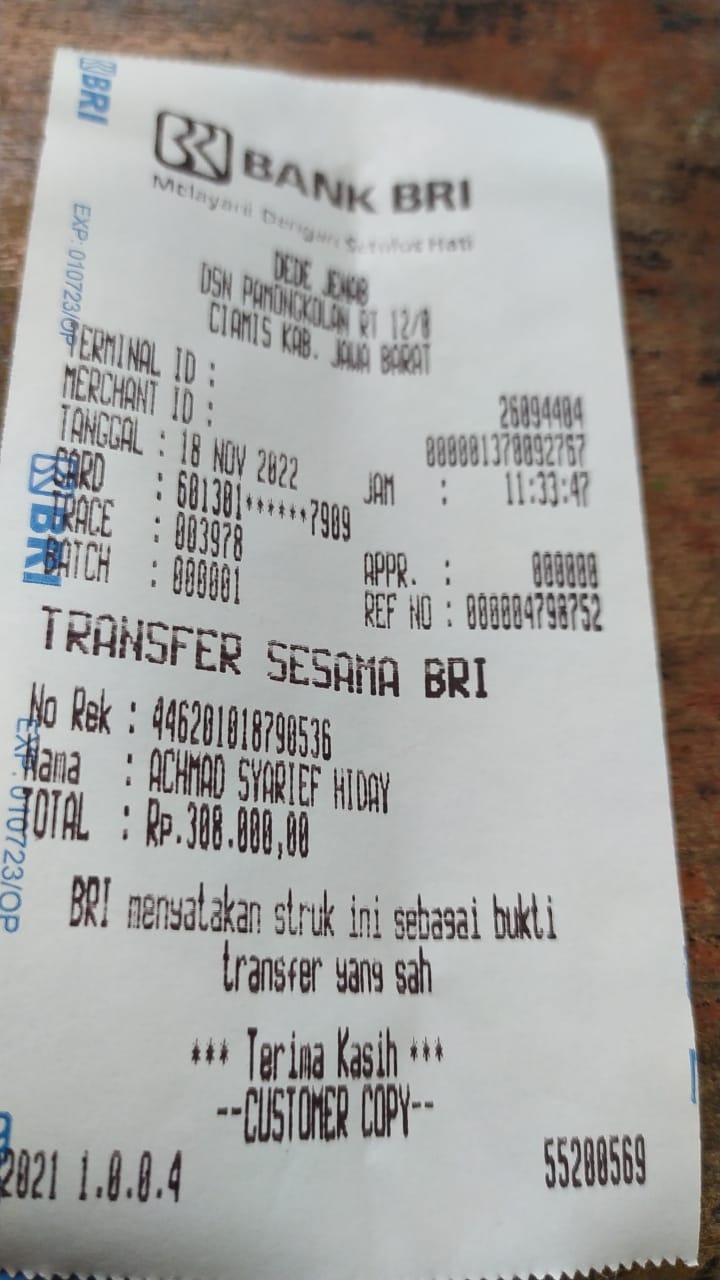 BRI
BANK BRI
Melayani Dengan Setulus Hati
DEDE JENAB
DSN PAMONGKOLAN RT 12/0
CIAMIS KAB. JAWA BARAT
TERMINAL ID : 26094404
MERCHANT ID : 000001370892767
TANGGAL : 18 NOV 2022 JAM : 11:33:47
CARD : 601301******7909
TRACE : 003978 APPR. : 000000
BATCH : 000001 REF NO : 000004798752
TRANSFER SESAMA BRI
No Rek : 446201018790536
Nama : ACHMAD SYARIEF HIDAY
TOTAL : Rp.308.000,00
BRI menyatakan struk ini sebagai bukti
transfer yang sah
*** Terima Kasih ***
--CUSTOMER COPY--
2021 1.0.0.4 55200569
EXP: 010723/OP
BRI
EXP: 010723/OP